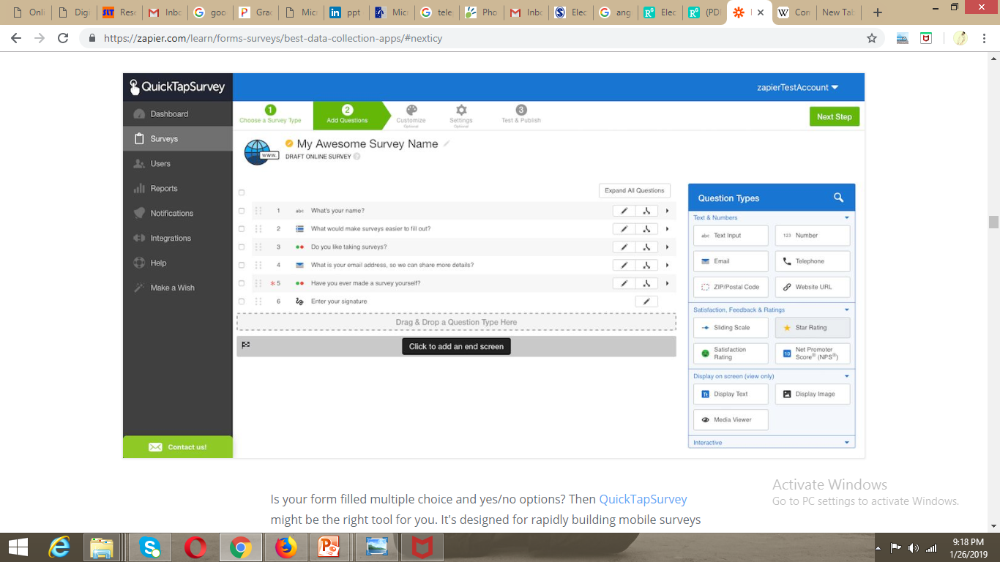 Onli
Digi
SLT Rese
Inbo
goo
Grad
Micr
ppt
Mic
tele
Pho
Inbo
Elec
ang
Elec
(PD
Con
New Tab
https://zapier.com/learn/forms-surveys/best-data-collection-apps/#nexticy
QuickTapSurvey
zapierTestAccount
Dashboard
Surveys
Users
Reports
Notifications
Integrations
Help
Make a Wish
Contact us!
1
Choose a Survey Type
2
Add Questions
Customize
Optional
Settings
Optional
3
Test & Publish
Next Step
www.
My Awesome Survey Name
DRAFT ONLINE SURVEY ?
Expand All Questions
1 abc What's your name?
2 What would make surveys easier to fill out?
3 Do you like taking surveys?
4 What is your email address, so we can share more details?
* 5 Have you ever made a survey yourself?
6 Enter your signature
Drag & Drop a Question Type Here
Click to add an end screen
Question Types
Text & Numbers
abc Text Input
123 Number
Email
Telephone
ZIP/Postal Code
Website URL
Satisfaction, Feedback & Ratings
Sliding Scale
Star Rating
Satisfaction
Rating
10 Net Promoter
Score® (NPS®)
Display on screen (view only)
Tt Display Text
Display Image
Media Viewer
Interactive
Is your form filled multiple choice and yes/no options? Then QuickTapSurvey
might be the right tool for you. It's designed for rapidly building mobile surveys
Activate Windows
Go to PC settings to activate Windows.
9:18 PM
1/26/2019